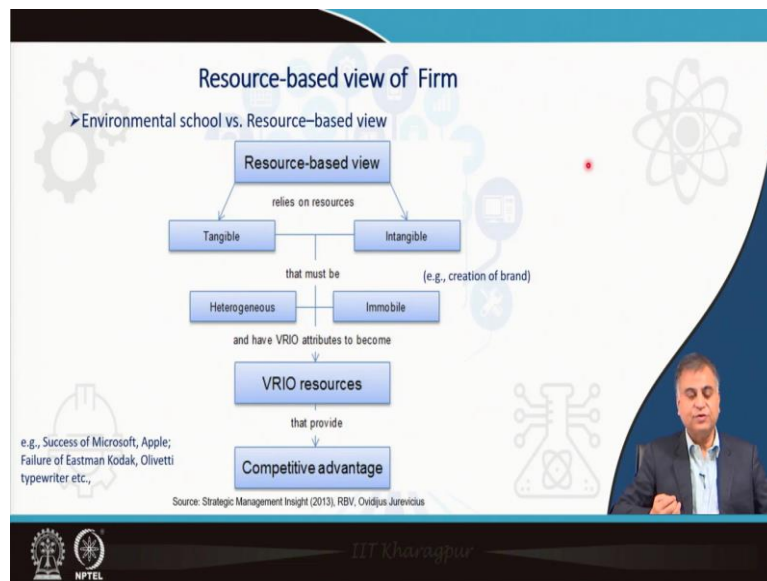 Resource-based view of Firm
➤Environmental school vs. Resource–based view
Resource-based view
relies on resources
Tangible
Intangible
that must be
(e.g., creation of brand)
Heterogeneous
Immobile
and have VRIO attributes to become
VRIO resources
that provide
e.g., Success of Microsoft, Apple;
Failure of Eastman Kodak, Olivetti
typewriter etc.,
Competitive advantage
Source: Strategic Management Insight (2013), RBV, Ovidijus Jurevicius
IIT Kharagpur
NPTEL